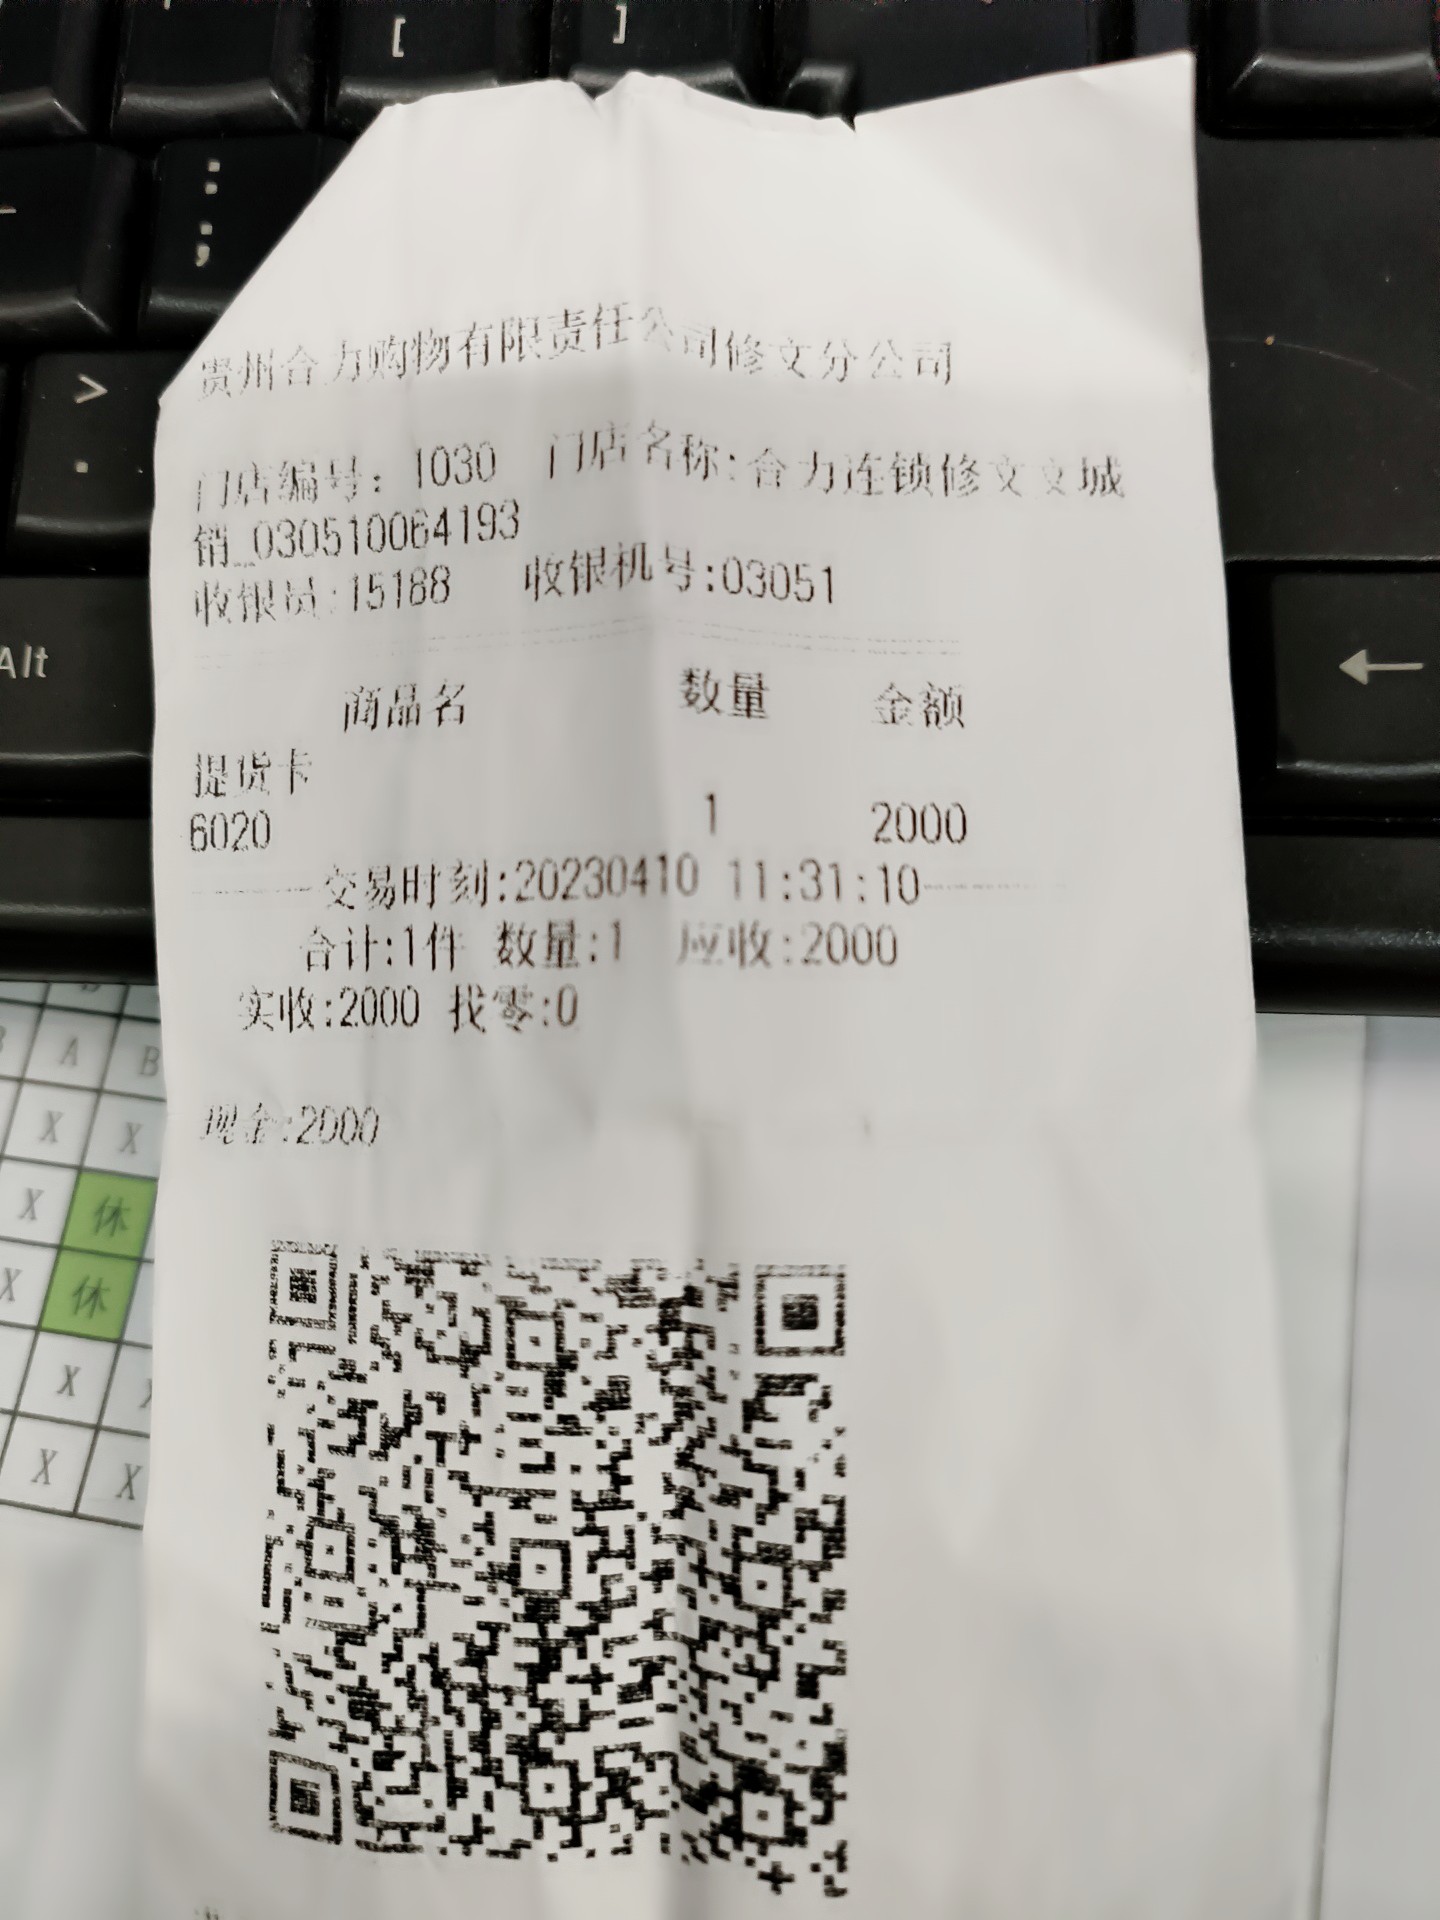 [
]
:
;
>
.
Alt
←
贵州合力购物有限责任公司修文分公司
门店编号: 1030 门店名称:合力连锁修文文城
销_030510064193
收银员:15188 收银机号:03051
商品名 数量 金额
提货卡
6020 1 2000
交易时刻:20230410 11:31:10
合计:1件 数量:1 应收:2000
实收:2000 找零:0
现金:2000
A B
X X
X 休
X 休
X
X X